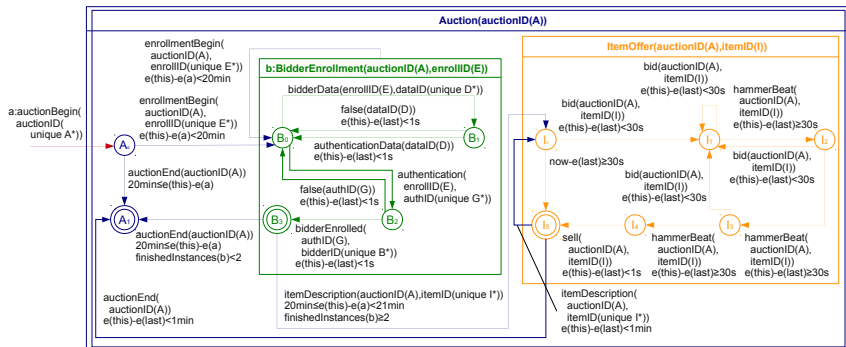 Auction(auctionID(A))
enrollmentBegin(
auctionID(A),
enrollID(unique E*))
e(this)-e(a)<20min
enrollmentBegin(
auctionID(A),
enrollID(unique E*))
e(this)-e(a)<20min
a:auctionBegin(
auctionID(
unique A*))
A₀
auctionEnd(auctionID(A))
20min≤e(this)-e(a)
A₁
auctionEnd(auctionID(A))
20min≤e(this)-e(a)
finishedInstances(b)<2
auctionEnd(
auctionID(A))
e(this)-e(last)<1min
b:BidderEnrollment(auctionID(A),enrollID(E))
bidderData(enrollID(E),dataID(unique D*))
false(dataID(D))
e(this)-e(last)<1s
B₀
B₁
authenticationData(dataID(D))
e(this)-e(last)<1s
authentication(
enrollID(E),
authID(unique G*)
false(authID(G))
e(this)-e(last)<1s
B₃
B₂
bidderEnrolled(
authID(G),
bidderID(unique B*)
e(this)-e(last)<1s
itemDescription(auctionID(A),itemID(unique I*))
20min≤e(this)-e(a)<21min
finishedInstances(b)≥2
ItemOffer(auctionID(A),itemID(I))
bid(auctionID(A),
itemID(I))
e(this)-e(last)<30s
bid(auctionID(A),
itemID(I))
e(this)-e(last)<30s
hammerBeat(
auctionID(A),
itemID(I))
e(this)-e(last)≥30s
I₁
I₂
now-e(last)≥30s
bid(auctionID(A),
itemID(I))
e(this)-e(last)<30s
bid(auctionID(A),
itemID(I))
e(this)-e(last)<30s
I₅
I₄
I₃
sell(
auctionID(A),
itemID(I))
e(this)-e(last)<1s
hammerBeat(
auctionID(A),
itemID(I))
e(this)-e(last)≥30s
hammerBeat(
auctionID(A),
itemID(I))
e(this)-e(last)≥30s
itemDescription(
auctionID(A),
itemID(unique I*))
e(this)-e(last)<1min